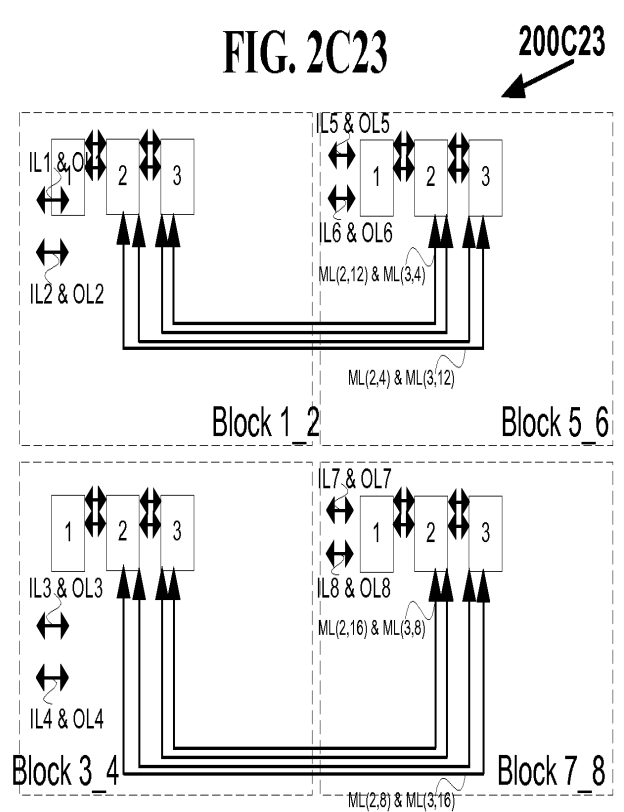 FIG. 2C23
200C23
IL1 & OL1
1
2
3
IL2 & OL2
Block 1_2
IL5 & OL5
1
2
3
IL6 & OL6
ML(2,12) & ML(3,4)
ML(2,4) & ML(3,12)
Block 5_6
1
2
3
IL3 & OL3
IL4 & OL4
Block 3_4
IL7 & OL7
1
2
3
IL8 & OL8
ML(2,16) & ML(3,8)
Block 7_8
ML(2,8) & ML(3,16)